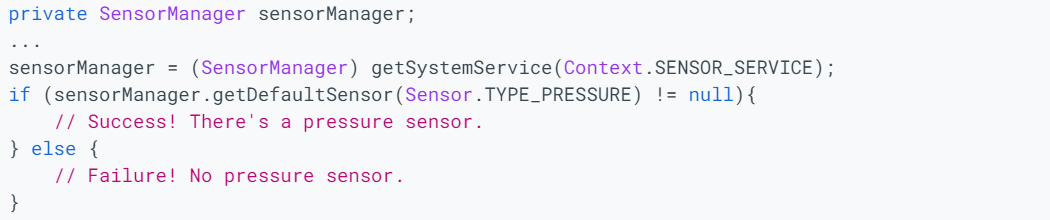 private SensorManager sensorManager;
...
sensorManager = (SensorManager) getSystemService(Context.SENSOR_SERVICE);
if (sensorManager.getDefaultSensor(Sensor.TYPE_PRESSURE) != null){
    // Success! There's a pressure sensor.
} else {
    // Failure! No pressure sensor.
}